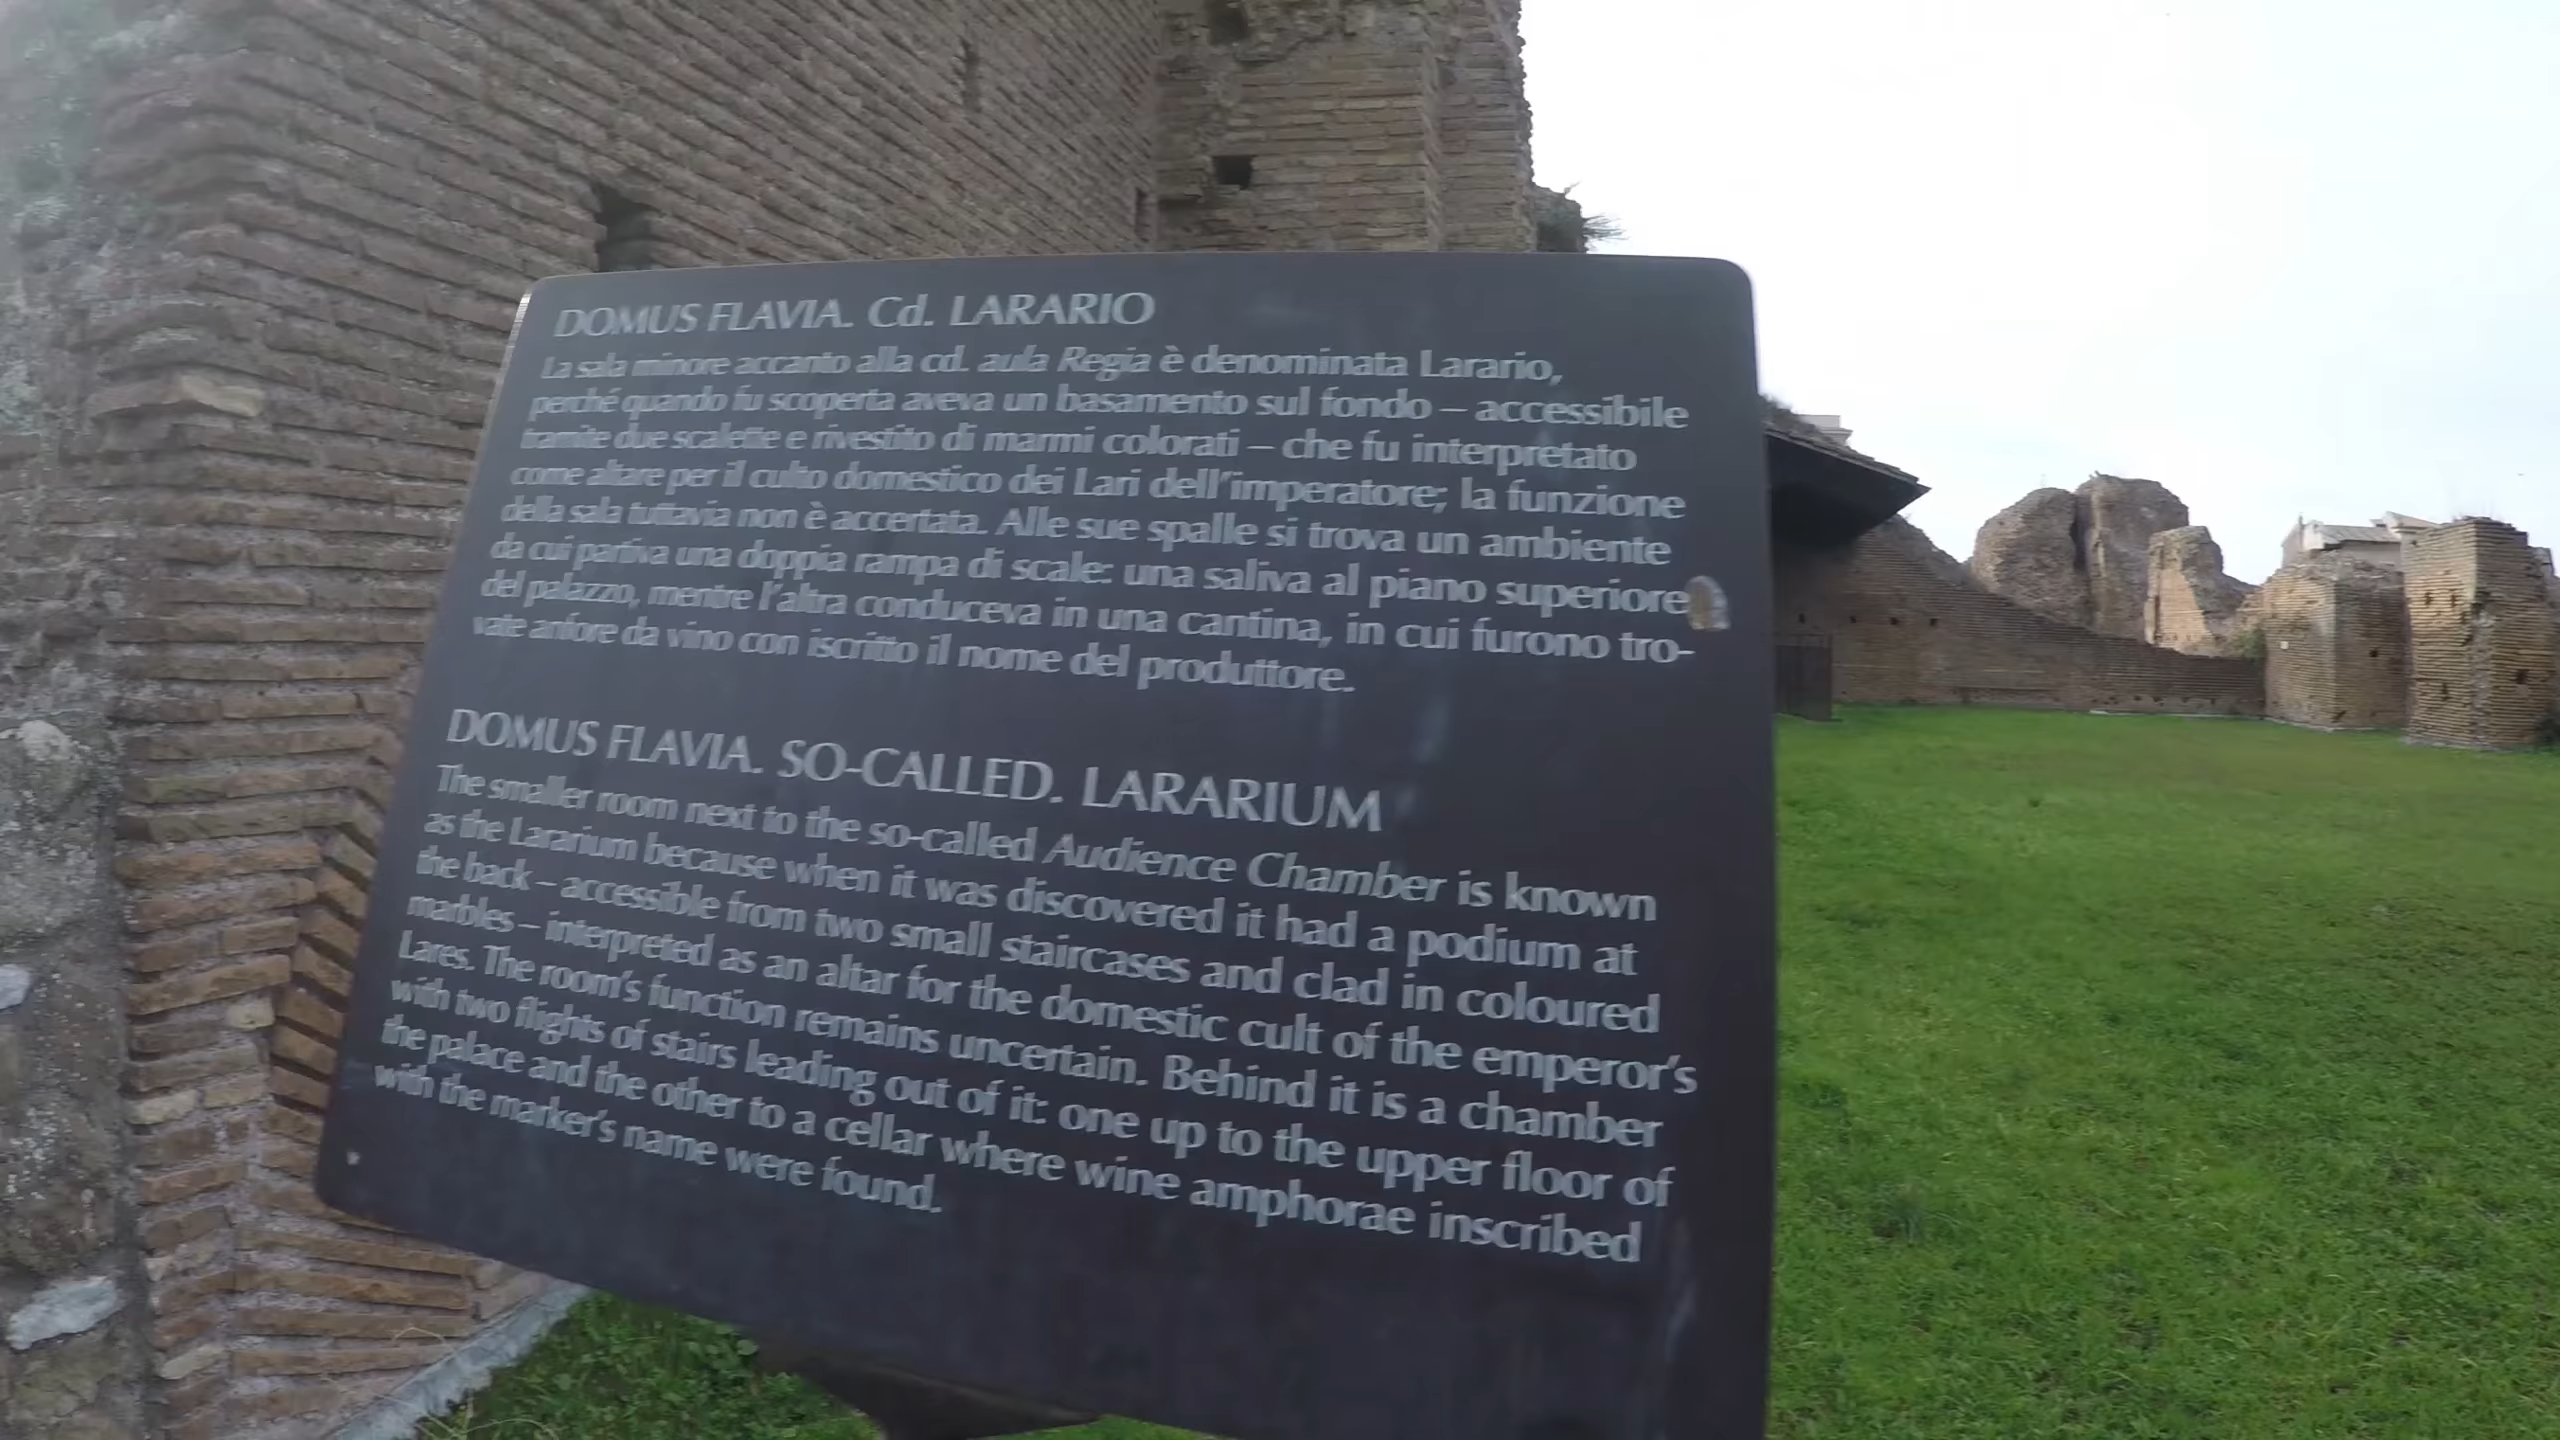 DOMUS FLAVIA. Cd. LARARIO
La sala minore accanto alla cd. aula Regia è denominata Larario,
perché quando fu scoperta aveva un basamento sul fondo – accessibile
tramite due scalette e rivestito di marmi colorati – che fu interpretato
come altare per il culto domestico dei Lari dell'imperatore; la funzione
della sala tuttavia non è accertata. Alle sue spalle si trova un ambiente
da cui partiva una doppia rampa di scale: una saliva al piano superiore
del palazzo, mentre l'altra conduceva in una cantina, in cui furono tro-
vate anfore da vino con iscritto il nome del produttore.
DOMUS FLAVIA. SO-CALLED. LARARIUM
The smaller room next to the so-called Audience Chamber is known
as the Lararium because when it was discovered it had a podium at
the back – accessible from two small staircases and clad in coloured
marbles – interpreted as an altar for the domestic cult of the emperor's
Lares. The room's function remains uncertain. Behind it is a chamber
with two flights of stairs leading out of it: one up to the upper floor of
the palace and the other to a cellar where wine amphorae inscribed
with the marker's name were found.